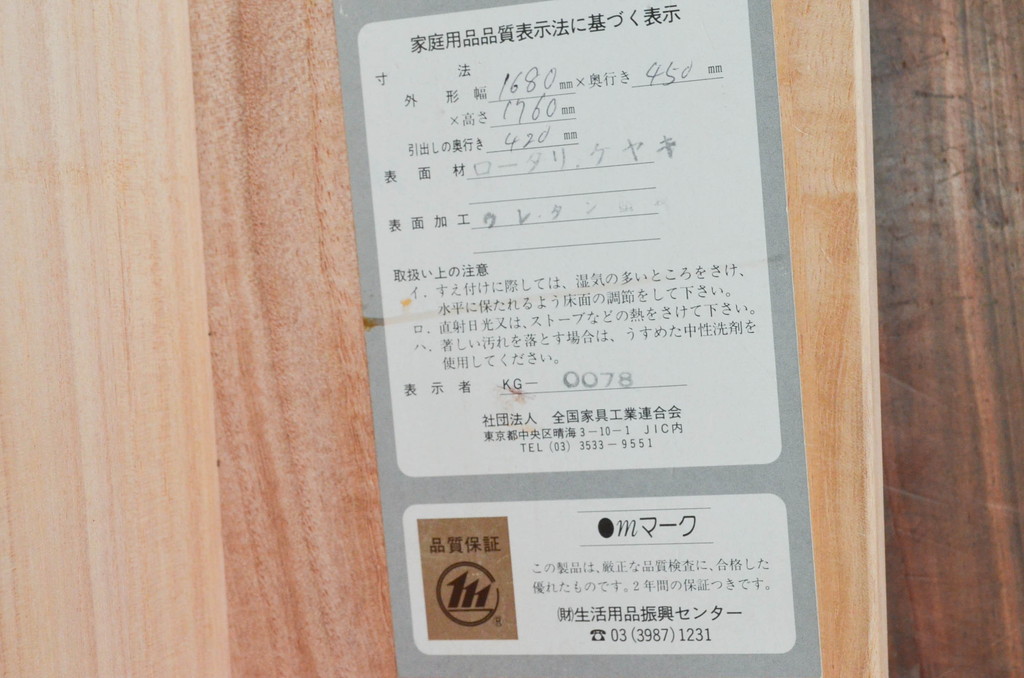 家庭用品品質表示法に基づく表示
寸法
外形幅 1680 mm×奥行き 450 mm
×高さ 1760 mm
引出しの奥行き 420 mm
表面材 ロータリ.ケヤキ
表面加工 ウレタン
取扱い上の注意
イ．すえ付けに際しては、湿気の多いところをさけ、
水平に保たれるよう床面の調節をして下さい。
ロ．直射日光又は、ストーブなどの熱をさけて下さい。
ハ．著しい汚れを落とす場合は、うすめた中性洗剤を
使用してください。
表示者 KG－ 0078
社団法人 全国家具工業連合会
東京都中央区晴海3－10－1 JIC内
TEL (03) 3533－9551
品質保証
m
®
●mマーク
この製品は、厳正な品質検査に、合格した
優れたものです。2年間の保証つきです。
㈶生活用品振興センター
☎ 03(3987)1231